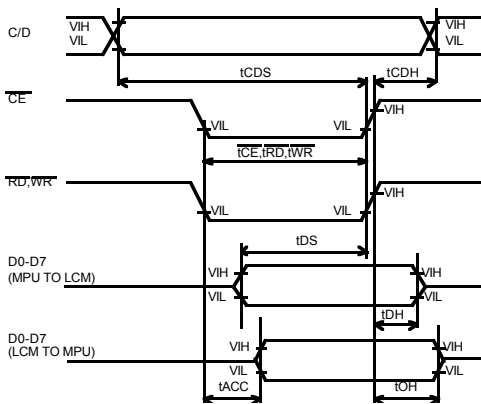 C/D VIH VIH
VIL VIL
tCDS tCDH
CE
VIH
VIL VIL
tCE,tRD,tWR
RD,WR
VIH
VIL VIL
tDS
D0-D7
(MPU TO LCM)
VIH VIH
VIL VIL
tDH
D0-D7
(LCM TO MPU)
VIH VIH
VIL VIL
tACC tOH